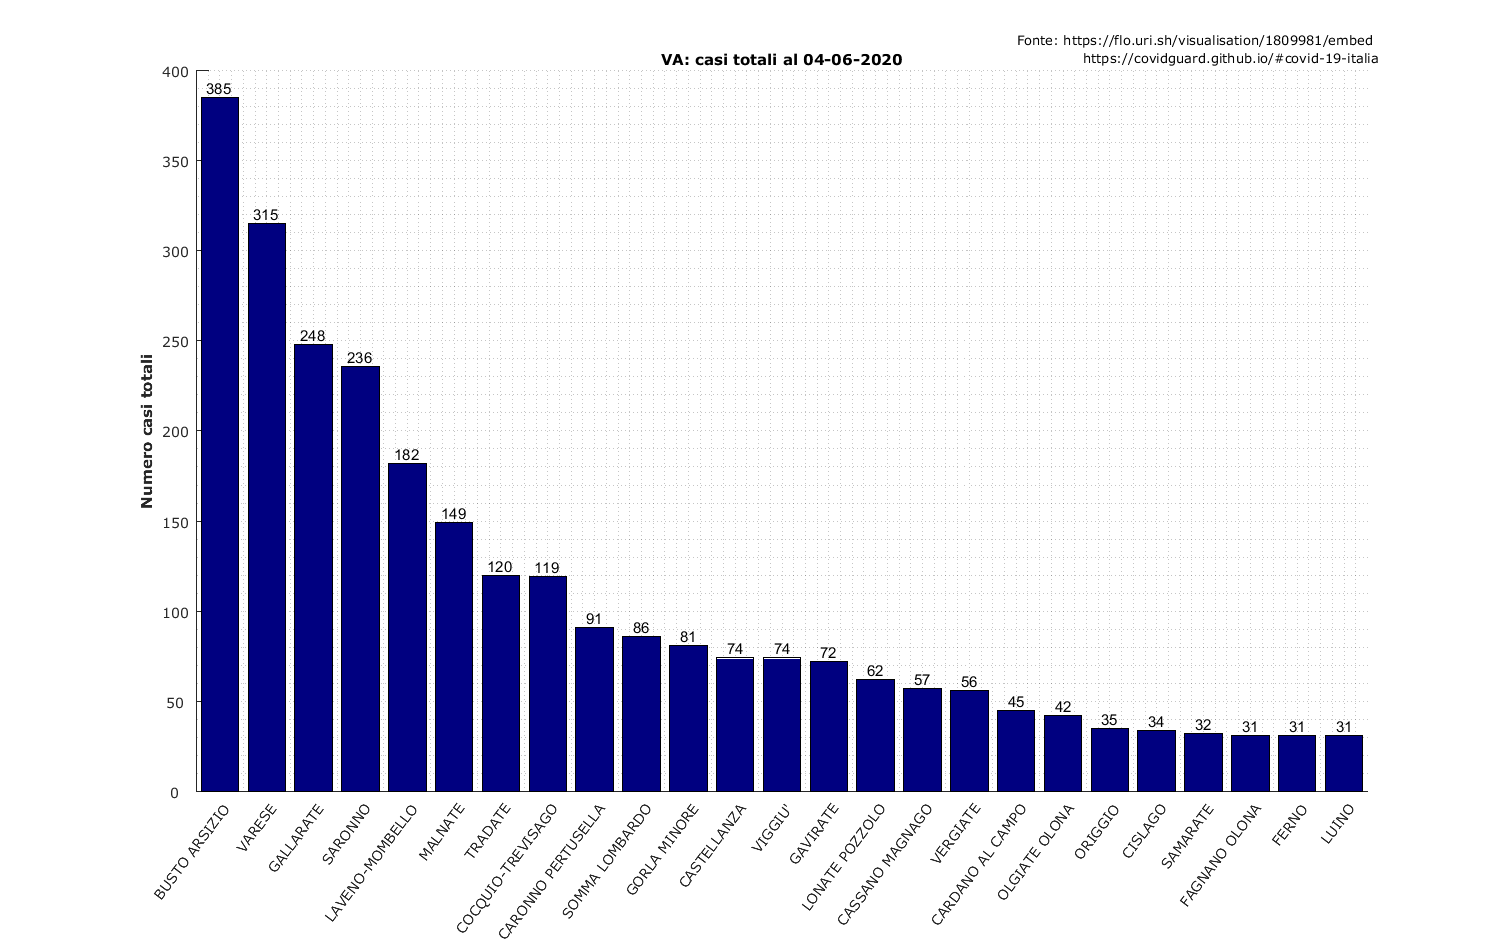 Fonte: https://flo.uri.sh/visualisation/1809981/embed
https://covidguard.github.io/#covid-19-italia
VA: casi totali al 04-06-2020
Numero casi totali
400
350
300
250
200
150
100
50
0
385
315
248
236
182
149
120
119
91
86
81
74
74
72
62
57
56
45
42
35
34
32
31
31
31
BUSTO ARSIZIO
VARESE
GALLARATE
SARONNO
LAVENO-MOMBELLO
MALNATE
TRADATE
COCQUIO-TREVISAGO
CARONNO PERTUSELLA
SOMMA LOMBARDO
GORLA MINORE
CASTELLANZA
VIGGIU'
GAVIRATE
LONATE POZZOLO
CASSANO MAGNAGO
VERGIATE
CARDANO AL CAMPO
OLGIATE OLONA
ORIGGIO
CISLAGO
SAMARATE
FAGNANO OLONA
FERNO
LUINO